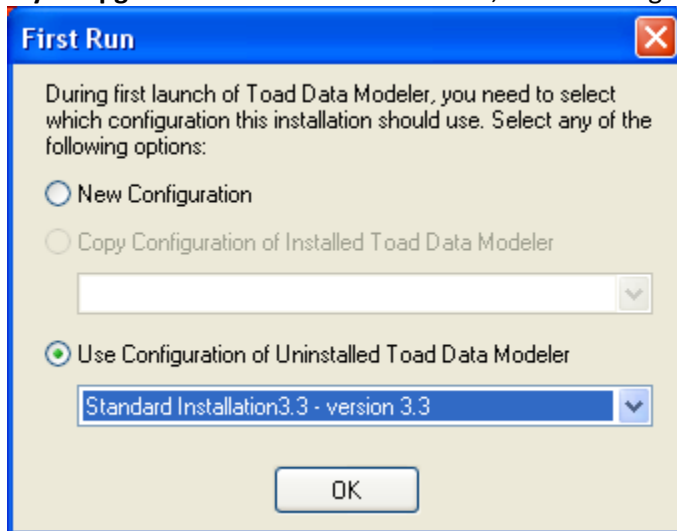 First Run
During first launch of Toad Data Modeler, you need to select
which configuration this installation should use. Select any of the
following options:
New Configuration
Copy Configuration of Installed Toad Data Modeler
Use Configuration of Uninstalled Toad Data Modeler
Standard Installation3.3 - version 3.3
OK